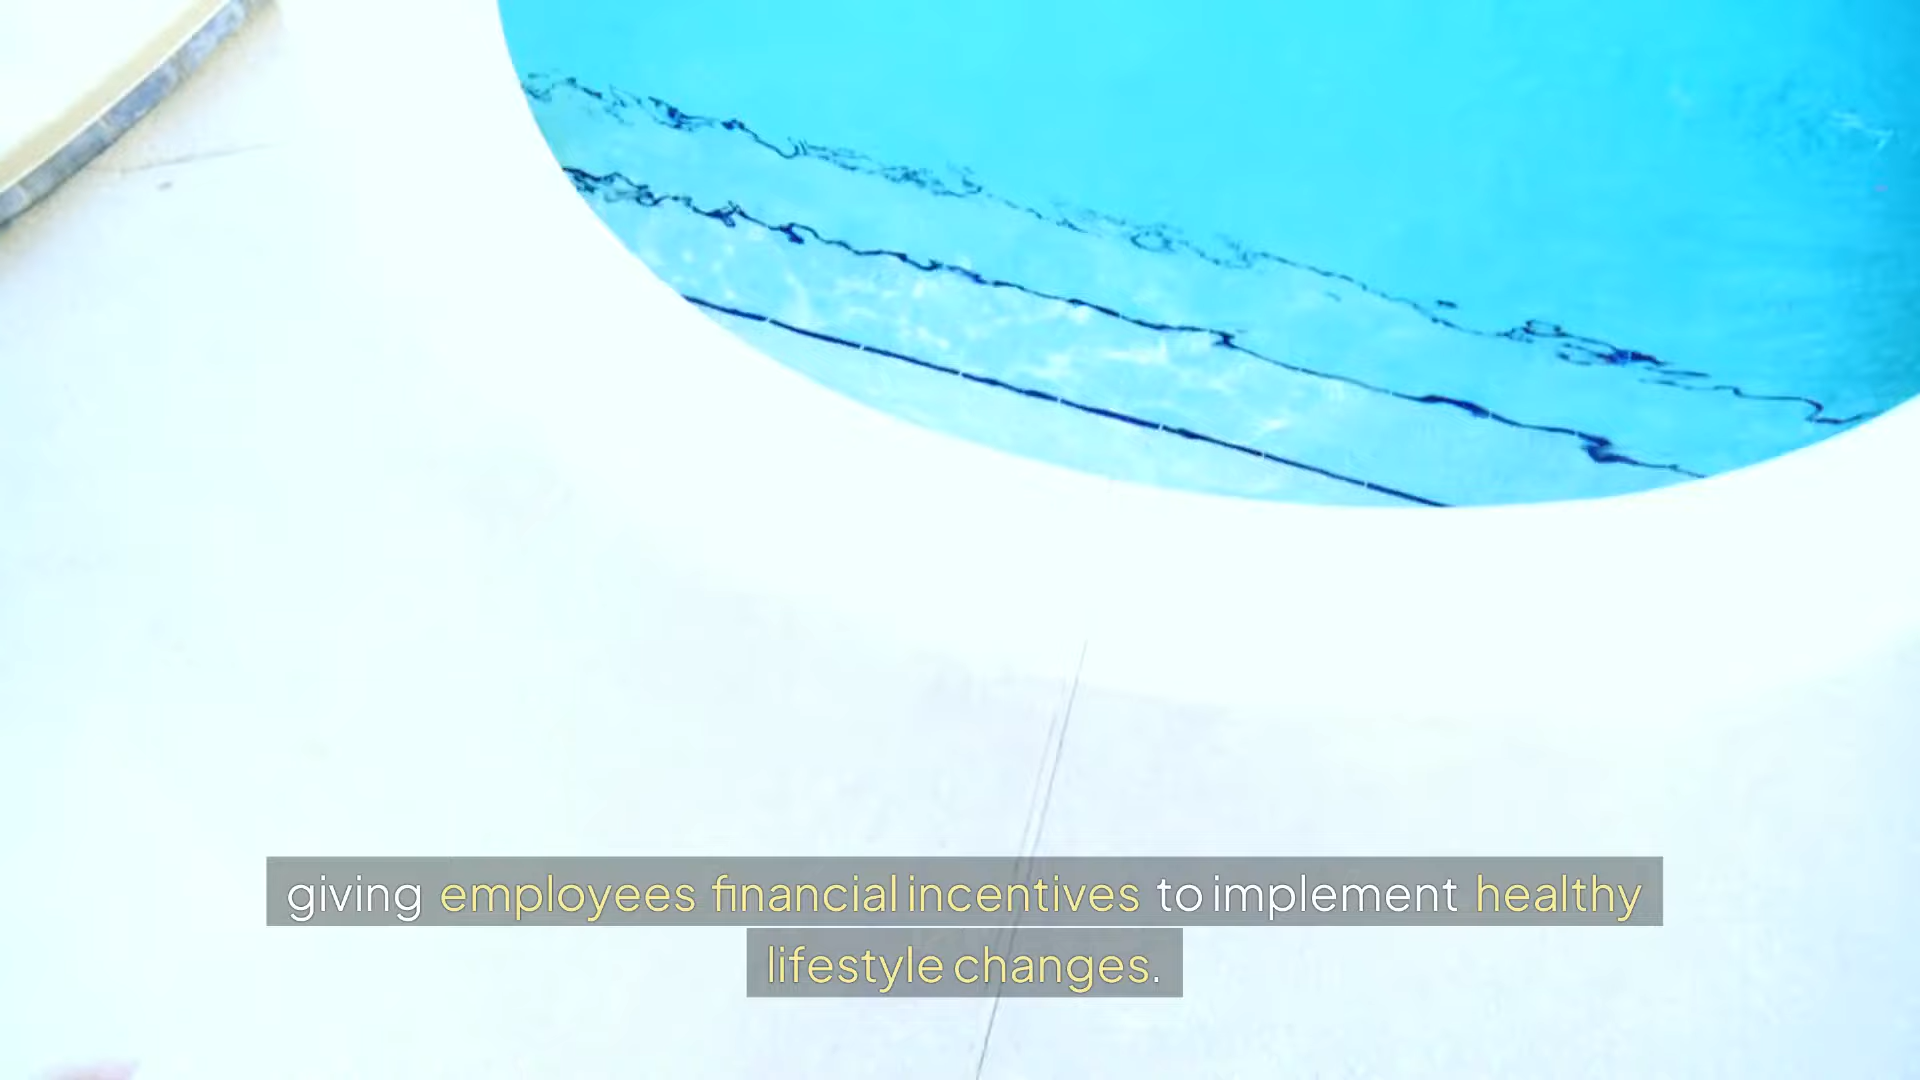 giving employees financial incentives to implement healthy
lifestyle changes.